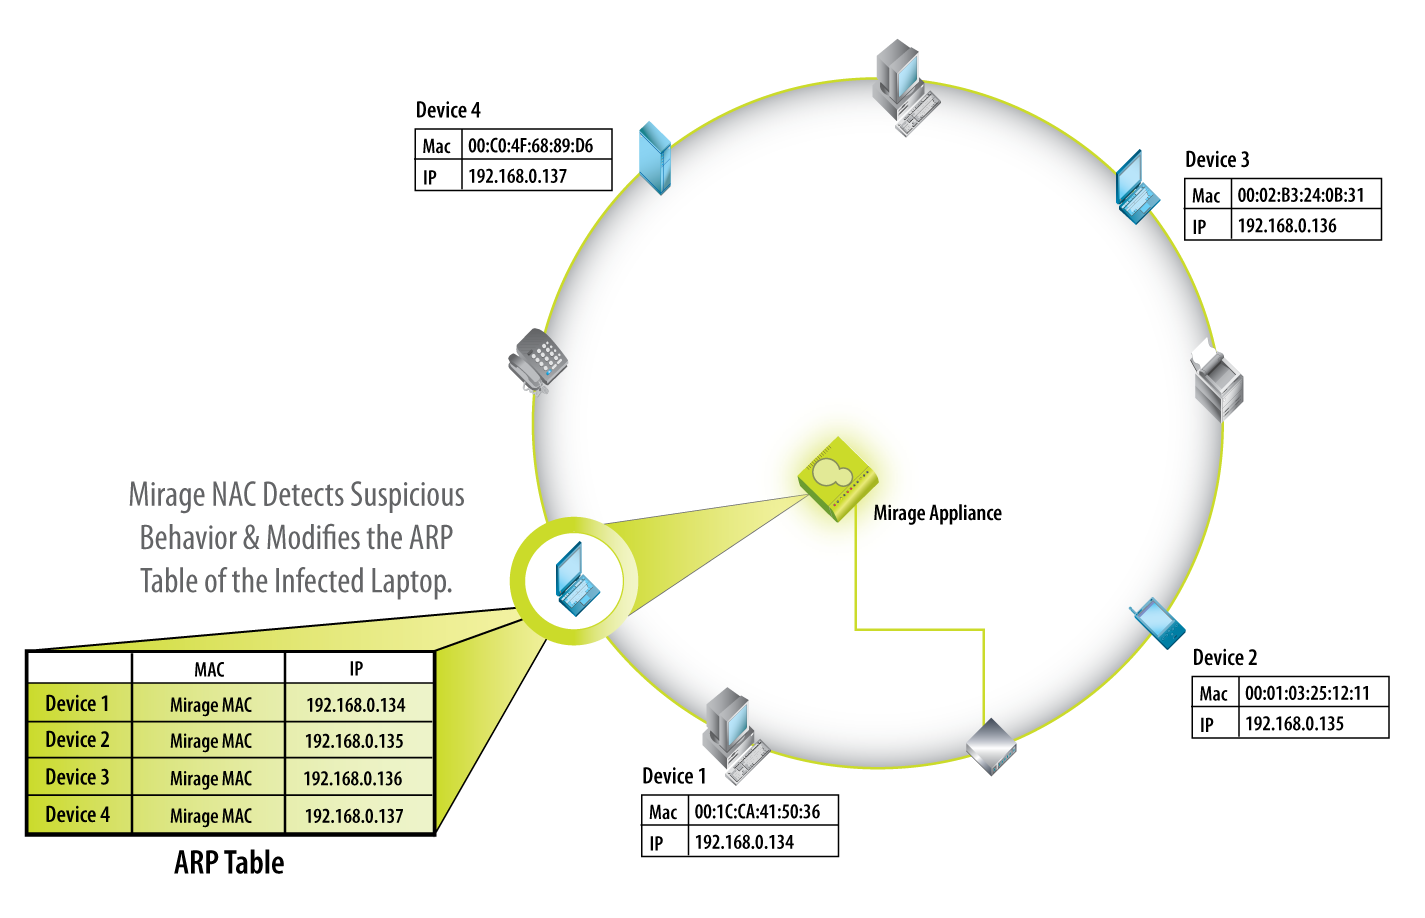 Device 4
Mac 00:C0:4F:68:89:D6
IP 192.168.0.137
Device 3
Mac 00:02:B3:24:0B:31
IP 192.168.0.136
Mirage NAC Detects Suspicious
Behavior & Modifies the ARP
Table of the Infected Laptop.
Mirage Appliance
Device 2
Mac 00:01:03:25:12:11
IP 192.168.0.135
MAC IP
Device 1 Mirage MAC 192.168.0.134
Device 2 Mirage MAC 192.168.0.135
Device 3 Mirage MAC 192.168.0.136
Device 4 Mirage MAC 192.168.0.137
ARP Table
Device 1
Mac 00:1C:CA:41:50:36
IP 192.168.0.134